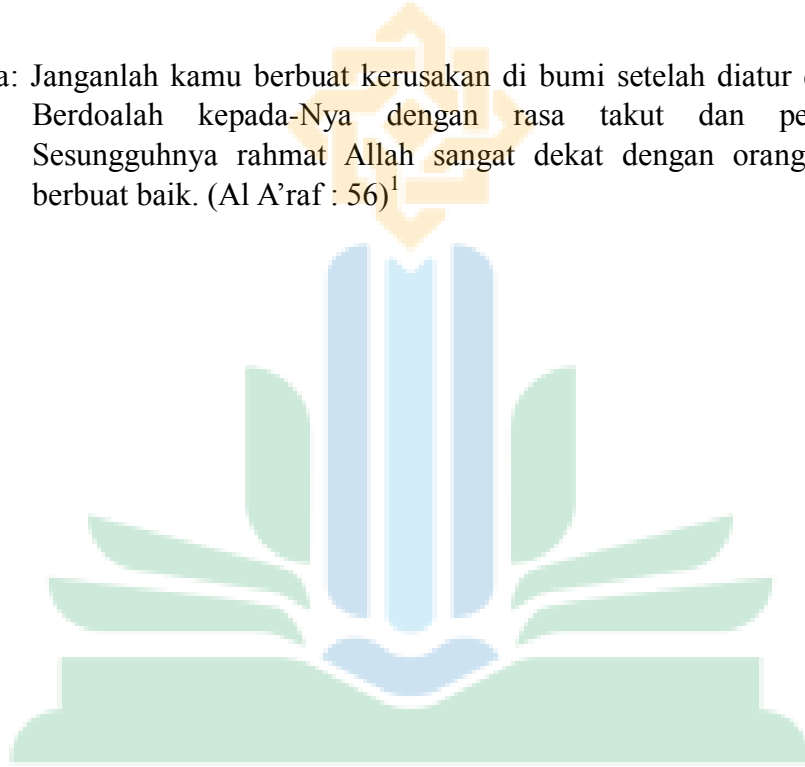 a: Janganlah kamu berbuat kerusakan di bumi setelah diatur
Berdoalah kepada-Nya dengan rasa takut dan
Sesungguhnya rahmat Allah sangat dekat dengan orang
berbuat baik. (Al A’raf : 56)¹